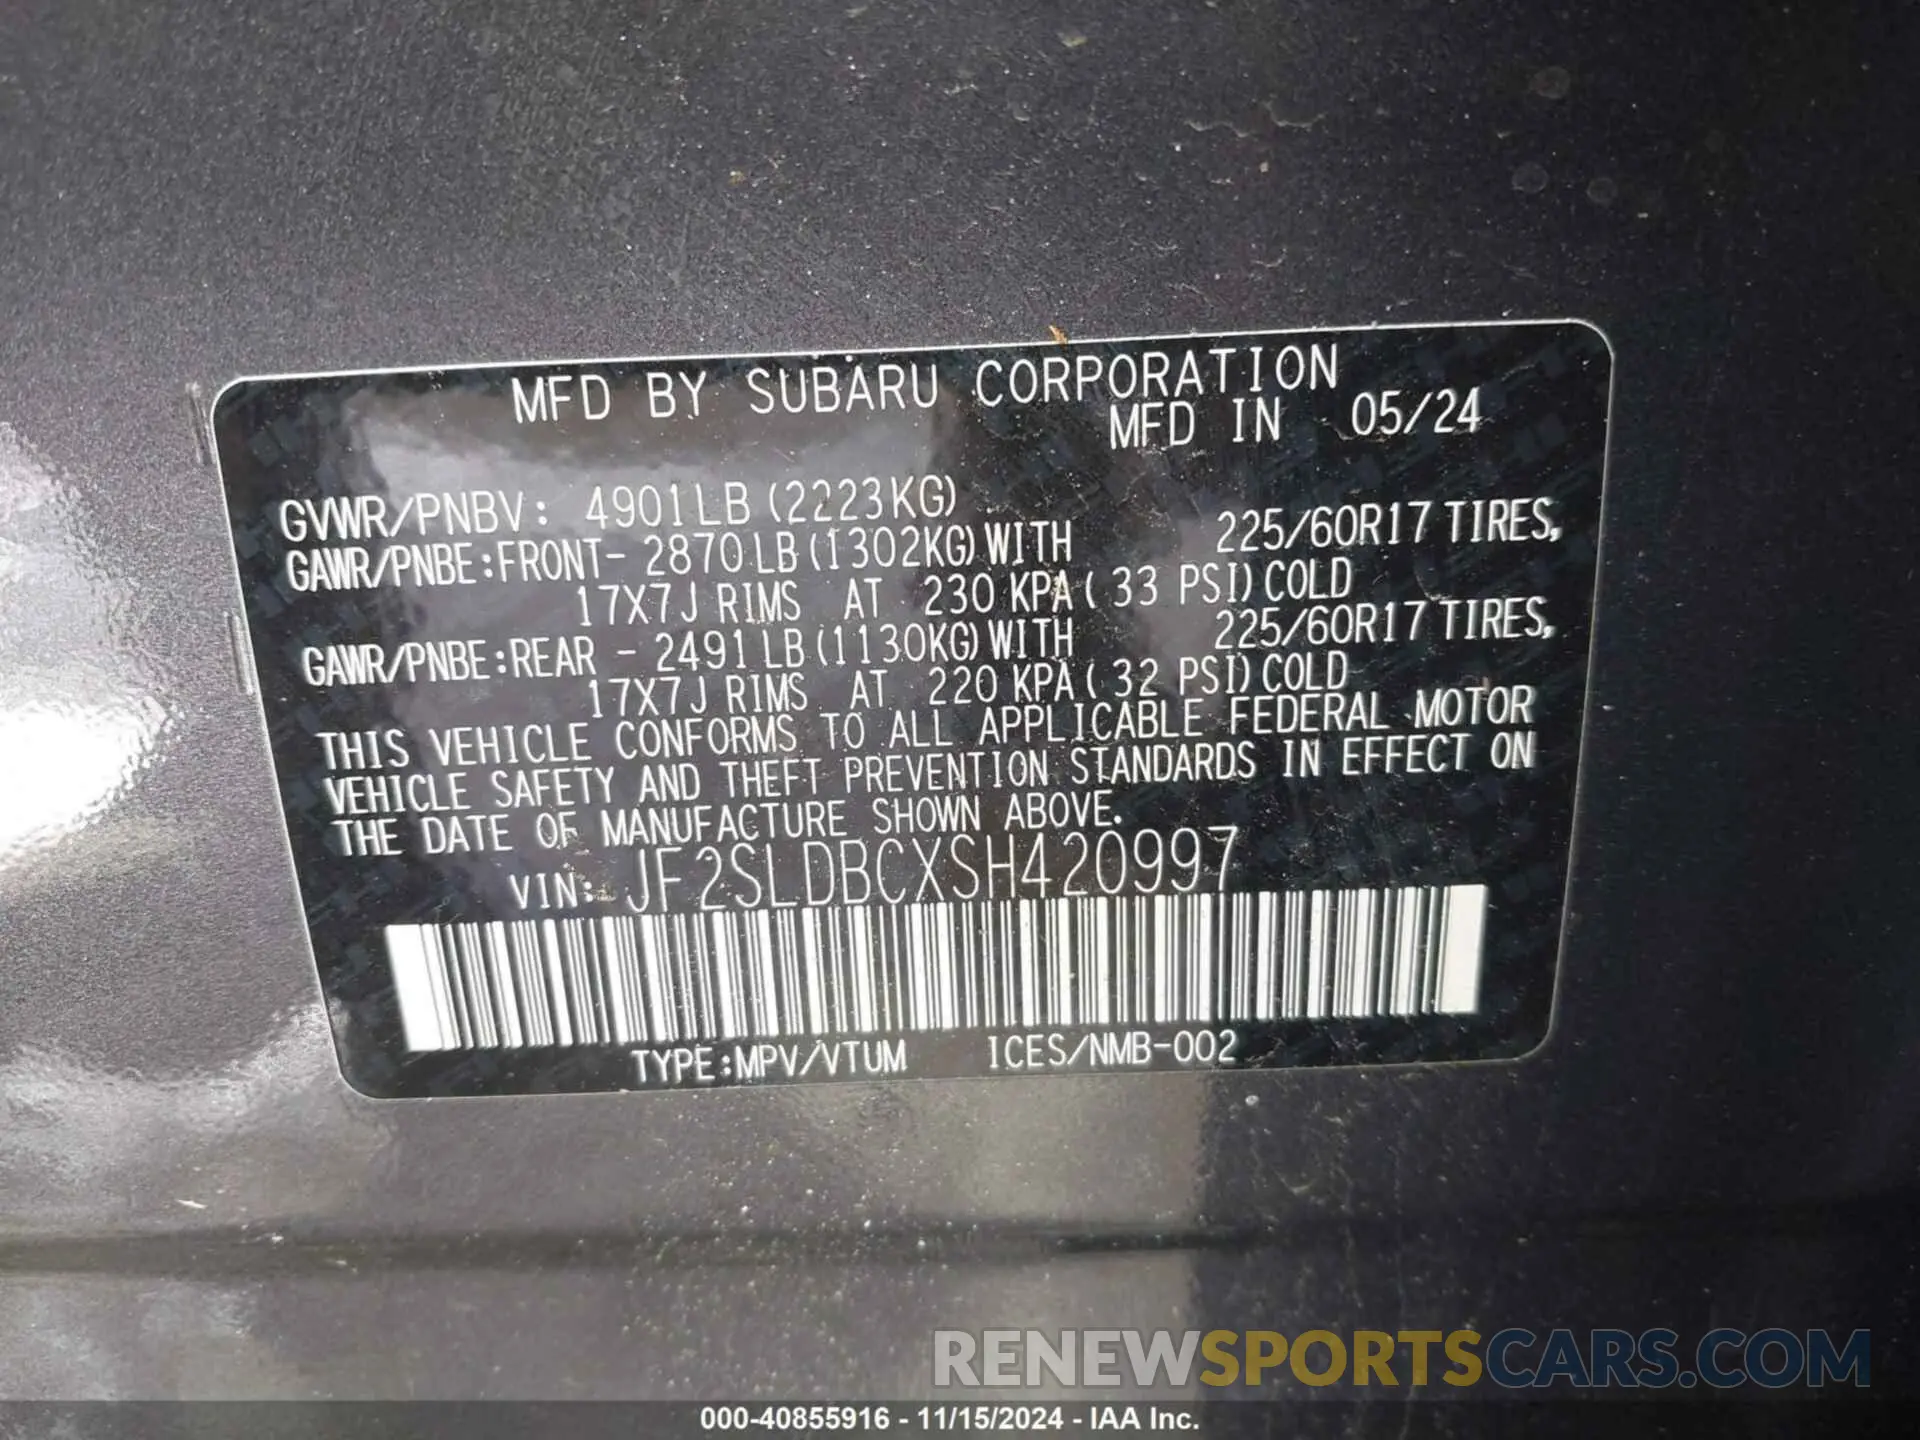 MFD BY SUBARU CORPORATION
MFD IN 05/24
GVWR/PNBV: 4901LB (2223KG)
GAWR/PNBE:FRONT- 2870LB (1302KG) WITH 225/60R17 TIRES,
17X7J RIMS AT 230 KPA ( 33 PSI) COLD
GAWR/PNBE:REAR - 2491LB (1130KG) WITH 225/60R17 TIRES,
17X7J RIMS AT 220 KPA ( 32 PSI) COLD
THIS VEHICLE CONFORMS TO ALL APPLICABLE FEDERAL MOTOR
VEHICLE SAFETY AND THEFT PREVENTION STANDARDS IN EFFECT ON
THE DATE OF MANUFACTURE SHOWN ABOVE.
VIN: JF2SLDBCXSH420997
TYPE:MPV/VTUM ICES/NMB-002
RENEWSPORTSCARS.COM
000-40855916 - 11/15/2024 - IAA Inc.